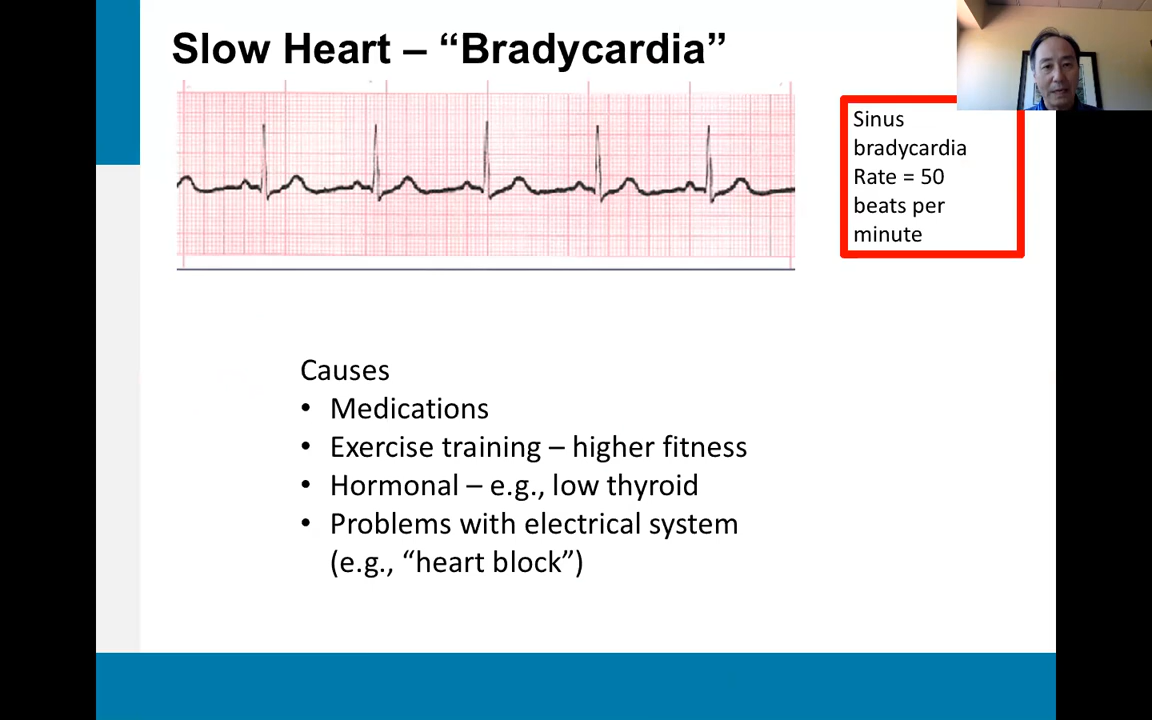 Slow Heart – “Bradycardia”
Sinus
bradycardia
Rate = 50
beats per
minute
Causes
• Medications
• Exercise training – higher fitness
• Hormonal – e.g., low thyroid
• Problems with electrical system
(e.g., “heart block”)